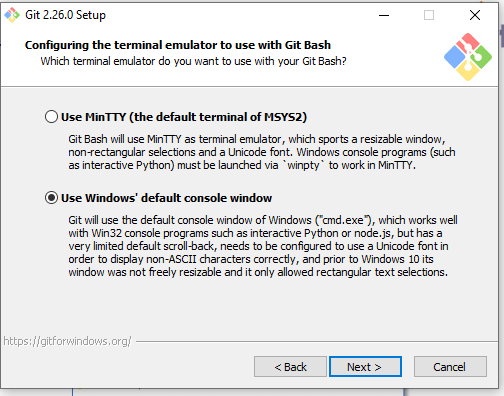 Git 2.26.0 Setup
Configuring the terminal emulator to use with Git Bash
Which terminal emulator do you want to use with your Git Bash?
Use MinTTY (the default terminal of MSYS2)
Git Bash will use MinTTY as terminal emulator, which sports a resizable window,
non-rectangular selections and a Unicode font. Windows console programs (such
as interactive Python) must be launched via `winpty` to work in MinTTY.
Use Windows' default console window
Git will use the default console window of Windows ("cmd.exe"), which works well
with Win32 console programs such as interactive Python or node.js, but has a
very limited default scroll-back, needs to be configured to use a Unicode font in
order to display non-ASCII characters correctly, and prior to Windows 10 its
window was not freely resizable and it only allowed rectangular text selections.
https://gitforwindows.org/
< Back
Next >
Cancel